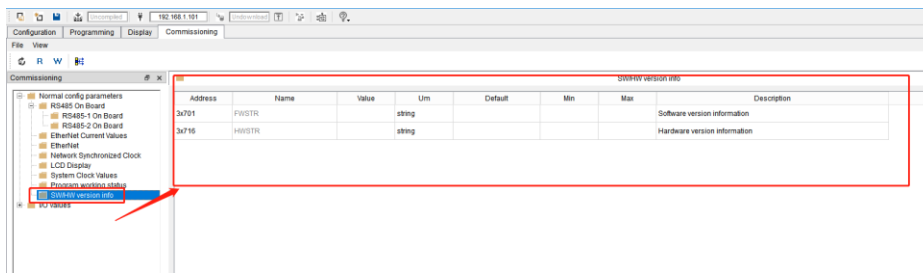 Uncompiled 192.168.1.101 Undownload
Configuration Programming Display Commissioning
File View
R W
Commissioning
SW/HW version info
Normal config parameters
RS485 On Board
RS485-1 On Board
RS485-2 On Board
EtherNet Current Values
EtherNet
Network Synchronized Clock
LCD Display
System Clock Values
Program working status
SW/HW version info
I/O Values
Address Name Value Um Default Min Max Description
3x701 FWSTR string Software version information
3x716 HWSTR string Hardware version information